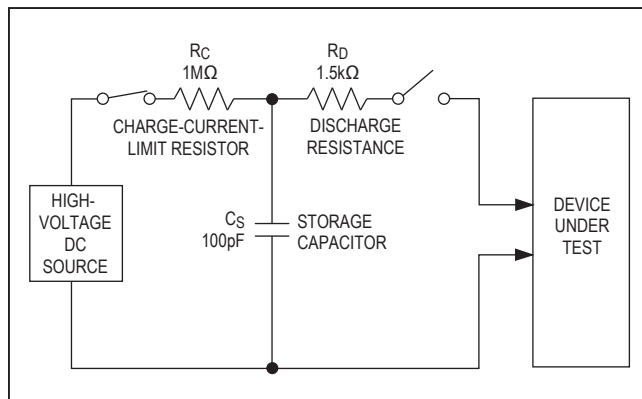 RC
1MΩ
CHARGE-CURRENT-
LIMIT RESISTOR
RD
1.5kΩ
DISCHARGE
RESISTANCE
HIGH-
VOLTAGE
DC
SOURCE
CS
100pF
STORAGE
CAPACITOR
DEVICE
UNDER
TEST